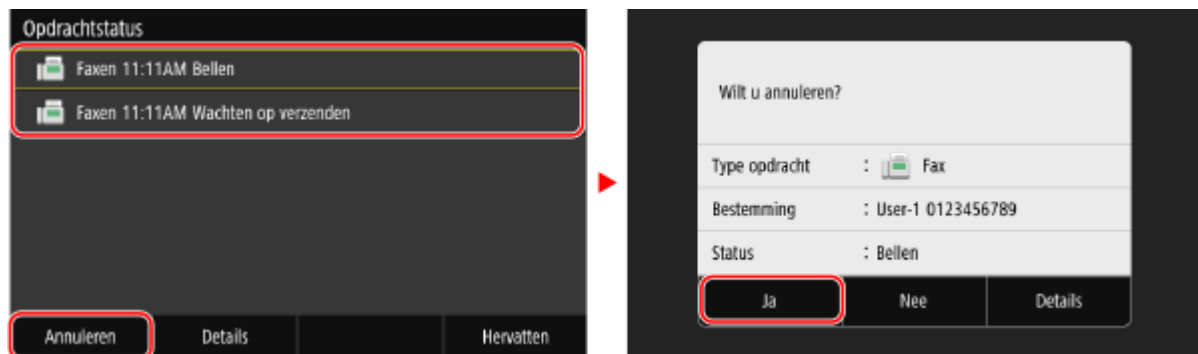 Opdrachtstatus
Faxen 11:11AM Bellen
Faxen 11:11AM Wachten op verzenden
Annuleren Details Hervatten
Wilt u annuleren?
Type opdracht : Fax
Bestemming : User-1 0123456789
Status : Bellen
Ja Nee Details